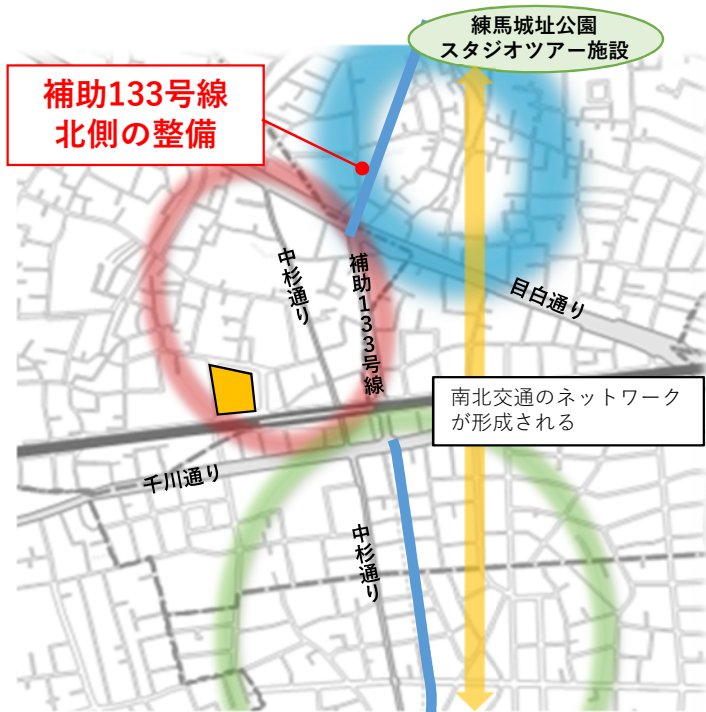 練馬城址公園
スタジオツアー施設
補助133号線
北側の整備
中杉通り
補助133号線
目白通り
南北交通のネットワーク
が形成される
千川通り
中杉通り